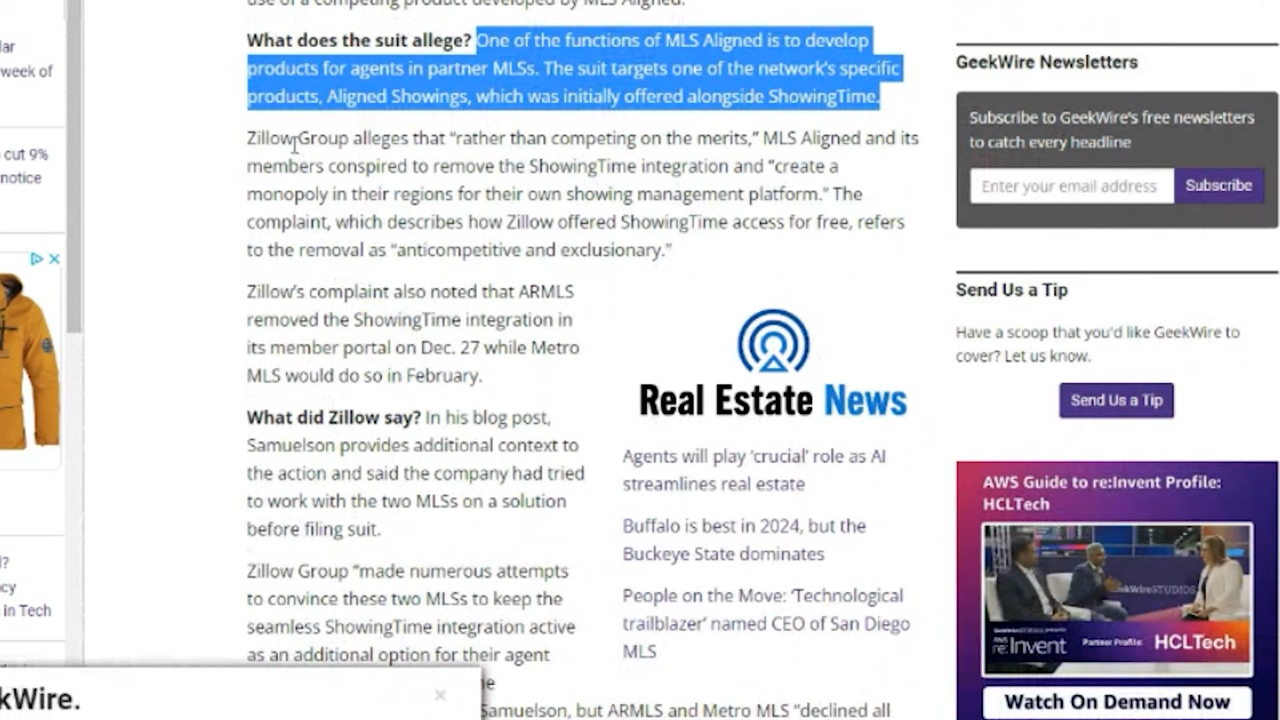 use of a competing product developed by MLS Aligned.
What does the suit allege? One of the functions of MLS Aligned is to develop
products for agents in partner MLSs. The suit targets one of the network's specific
products, Aligned Showings, which was initially offered alongside ShowingTime.
Zillow Group alleges that “rather than competing on the merits,” MLS Aligned and its
members conspired to remove the ShowingTime integration and “create a
monopoly in their regions for their own showing management platform.” The
complaint, which describes how Zillow offered ShowingTime access for free, refers
to the removal as “anticompetitive and exclusionary.”
Zillow's complaint also noted that ARMLS
removed the ShowingTime integration in
its member portal on Dec. 27 while Metro
MLS would do so in February.
What did Zillow say? In his blog post,
Samuelson provides additional context to
the action and said the company had tried
to work with the two MLSs on a solution
before filing suit.
Zillow Group “made numerous attempts
to convince these two MLSs to keep the
seamless ShowingTime integration active
as an additional option for their agent
Samuelson, but ARMLS and Metro MLS “declined all
Real Estate News
Agents will play ‘crucial’ role as AI
streamlines real estate
Buffalo is best in 2024, but the
Buckeye State dominates
People on the Move: ‘Technological
trailblazer’ named CEO of San Diego
MLS
GeekWire Newsletters
Subscribe to GeekWire's free newsletters
to catch every headline
Enter your email address
Subscribe
Send Us a Tip
Have a scoop that you'd like GeekWire to
cover? Let us know.
Send Us a Tip
AWS Guide to re:Invent Profile:
HCLTech
re:Invent
Partner Profile:
HCLTech
Watch On Demand Now
week of
cut 9%
notice
in Tech
kWire.
×